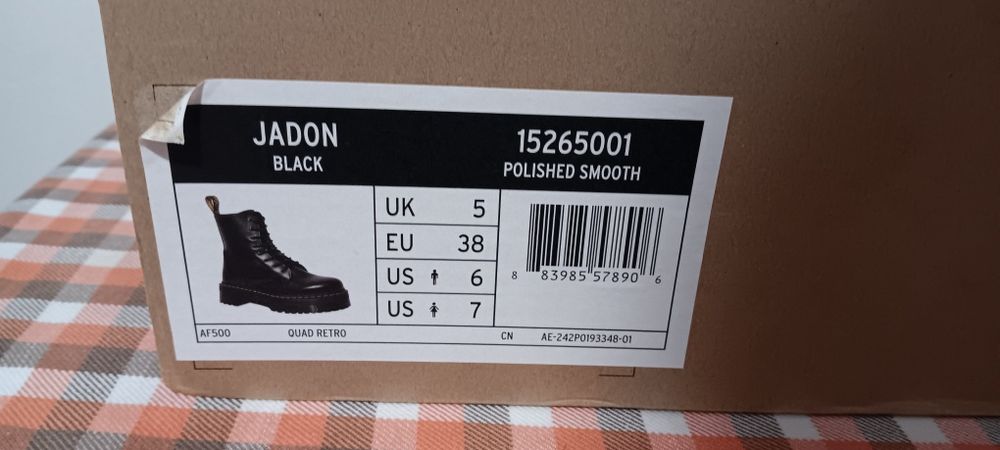 JADON
BLACK
15265001
POLISHED SMOOTH
UK 5
EU 38
US 6
US 7
8 83985 57890 6
AF500 QUAD RETRO CN AE-242P0193348-01